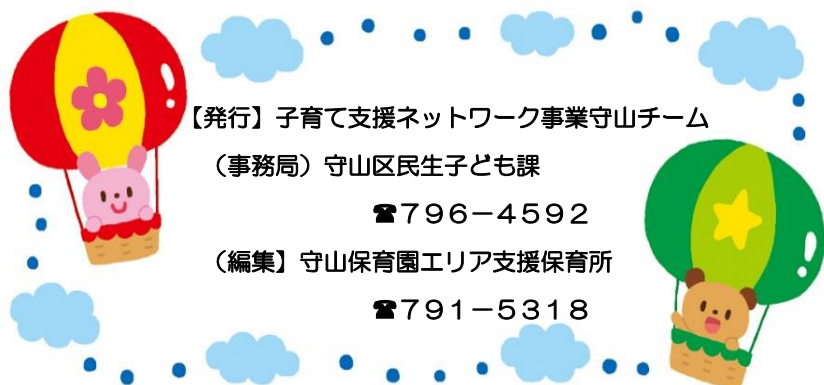 【発行】子育て支援ネットワーク事業守山チーム
（事務局）守山区民生子ども課
☎７９６－４５９２
（編集】守山保育園エリア支援保育所
☎７９１－５３１８